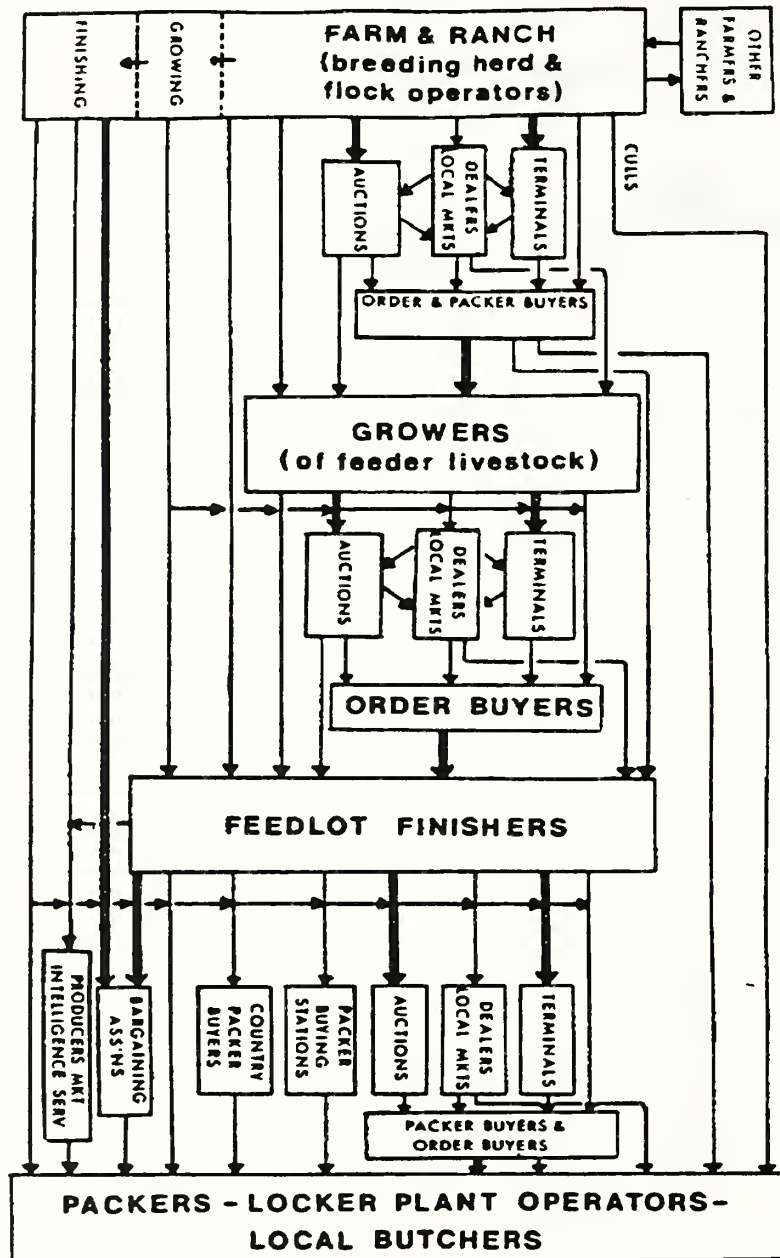 FINISHING
GROWING
FARM & RANCH
(breeding herd &
flock operators)
OTHER
FARMERS &
RANCHERS
CULLS
AUCTIONS
DEALERS
LOCAL MKTS
TERMINALS
ORDER & PACKER BUYERS
GROWERS
(of feeder livestock)
AUCTIONS
DEALERS
LOCAL MKTS
TERMINALS
ORDER BUYERS
FEEDLOT FINISHERS
PRODUCERS MKT
INTELLIGENCE SERV
BARGAINING
ASS'NS
COUNTRY
PACKER
BUYERS
PACKER
BUYING
STATIONS
AUCTIONS
DEALERS
LOCAL MKTS
TERMINALS
PACKER BUYERS &
ORDER BUYERS
PACKERS - LOCKER PLANT OPERATORS-
LOCAL BUTCHERS